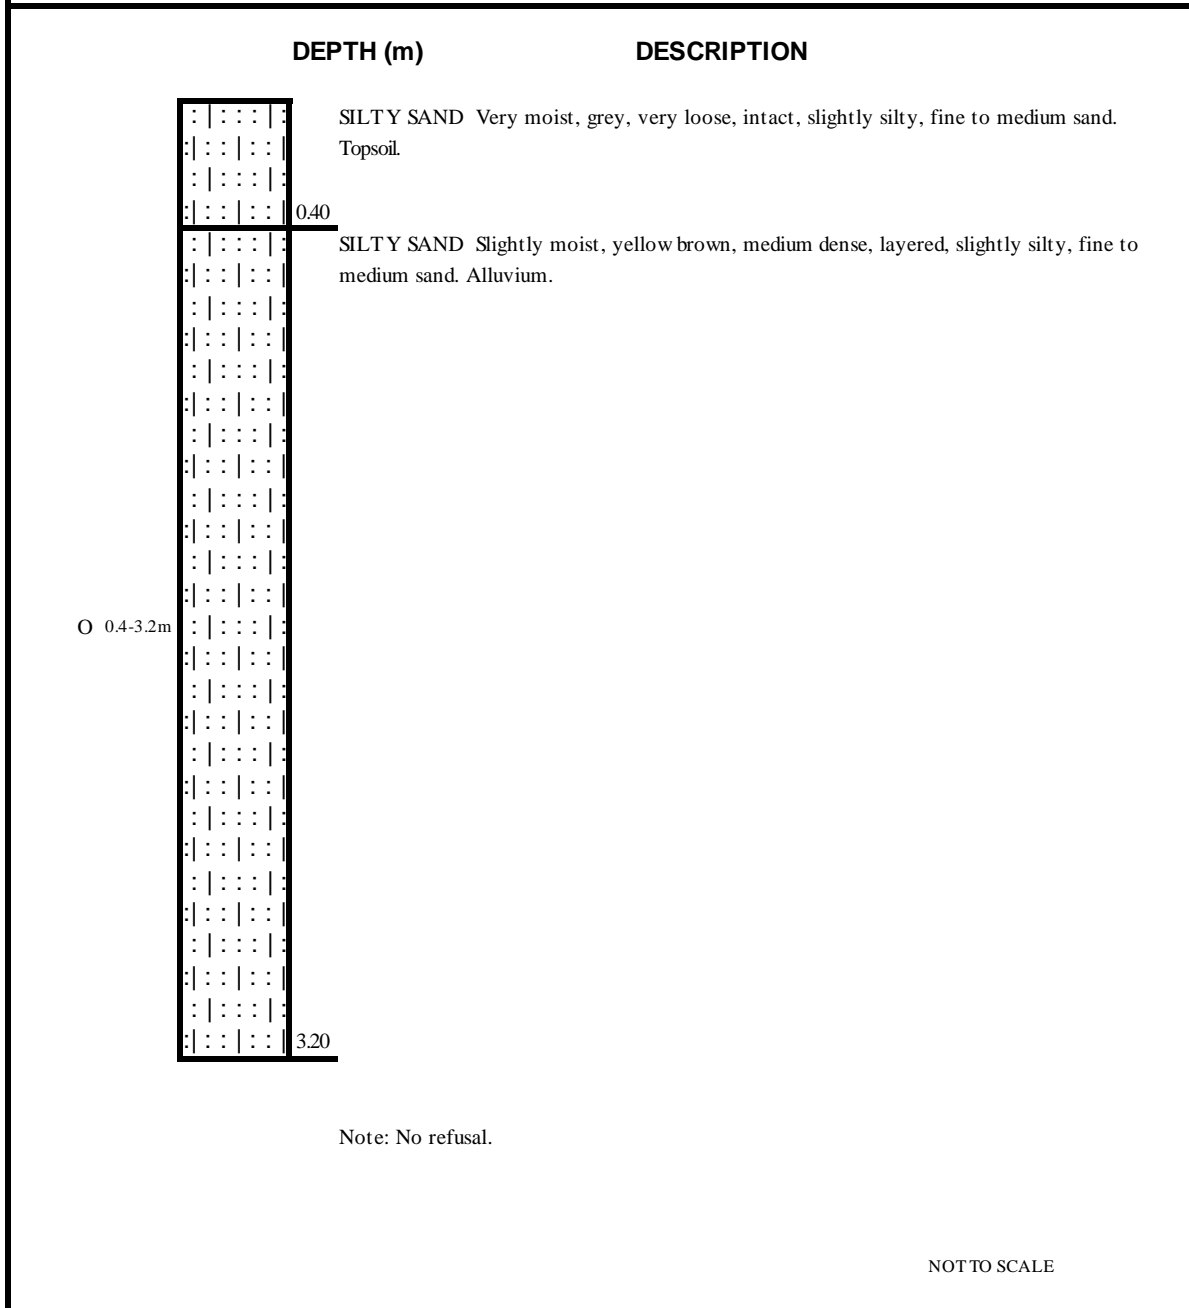 DEPTH (m) DESCRIPTION
SILTY SAND Very moist, grey, very loose, intact, slightly silty, fine to medium sand.
Topsoil.
0.40
SILTY SAND Slightly moist, yellow brown, medium dense, layered, slightly silty, fine to
medium sand. Alluvium.
O 0.4-3.2m
3.20
Note: No refusal.
NOT TO SCALE